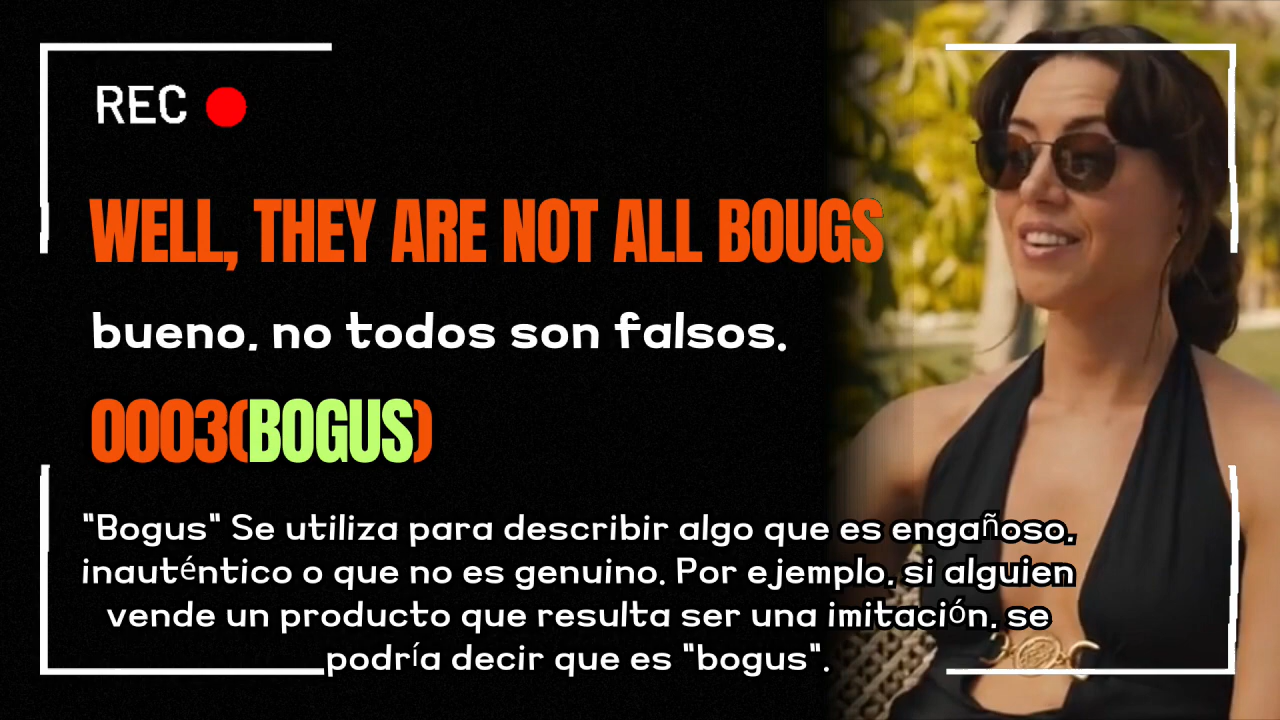 REC
WELL, THEY ARE NOT ALL BOUGS
bueno, no todos son falsos.
0003(BOGUS)
"Bogus" Se utiliza para describir algo que es engañoso,
inauténtico o que no es genuino. Por ejemplo, si alguien
vende un producto que resulta ser una imitación, se
podría decir que es "bogus".